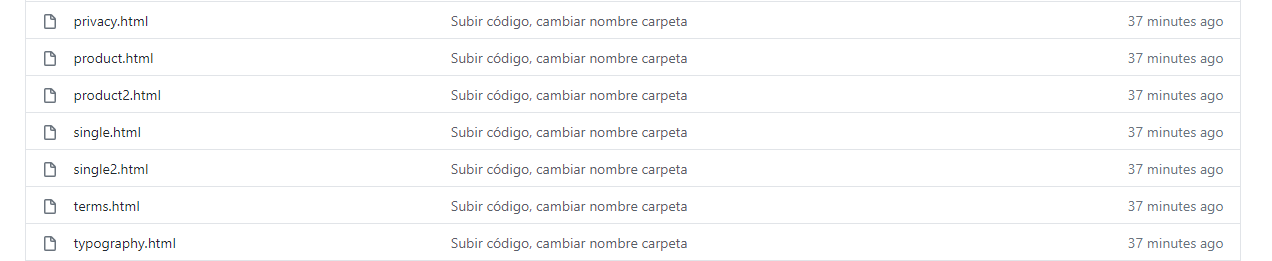 privacy.html Subir código, cambiar nombre carpeta 37 minutes ago
product.html Subir código, cambiar nombre carpeta 37 minutes ago
product2.html Subir código, cambiar nombre carpeta 37 minutes ago
single.html Subir código, cambiar nombre carpeta 37 minutes ago
single2.html Subir código, cambiar nombre carpeta 37 minutes ago
terms.html Subir código, cambiar nombre carpeta 37 minutes ago
typography.html Subir código, cambiar nombre carpeta 37 minutes ago